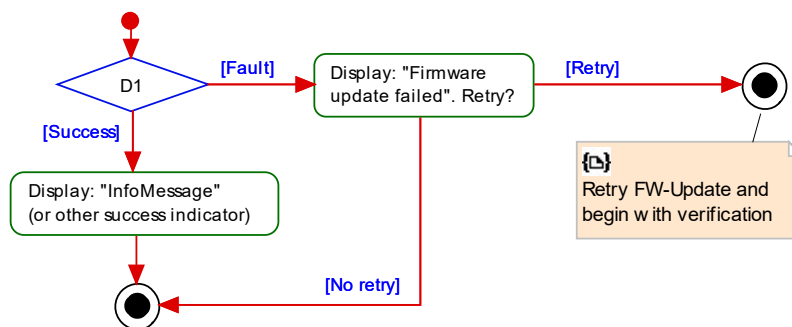 D1
[Fault]
Display: "Firmware
update failed". Retry?
[Retry]
[Success]
Display: "InfoMessage"
(or other success indicator)
Retry FW-Update and
begin with verification
[No retry]